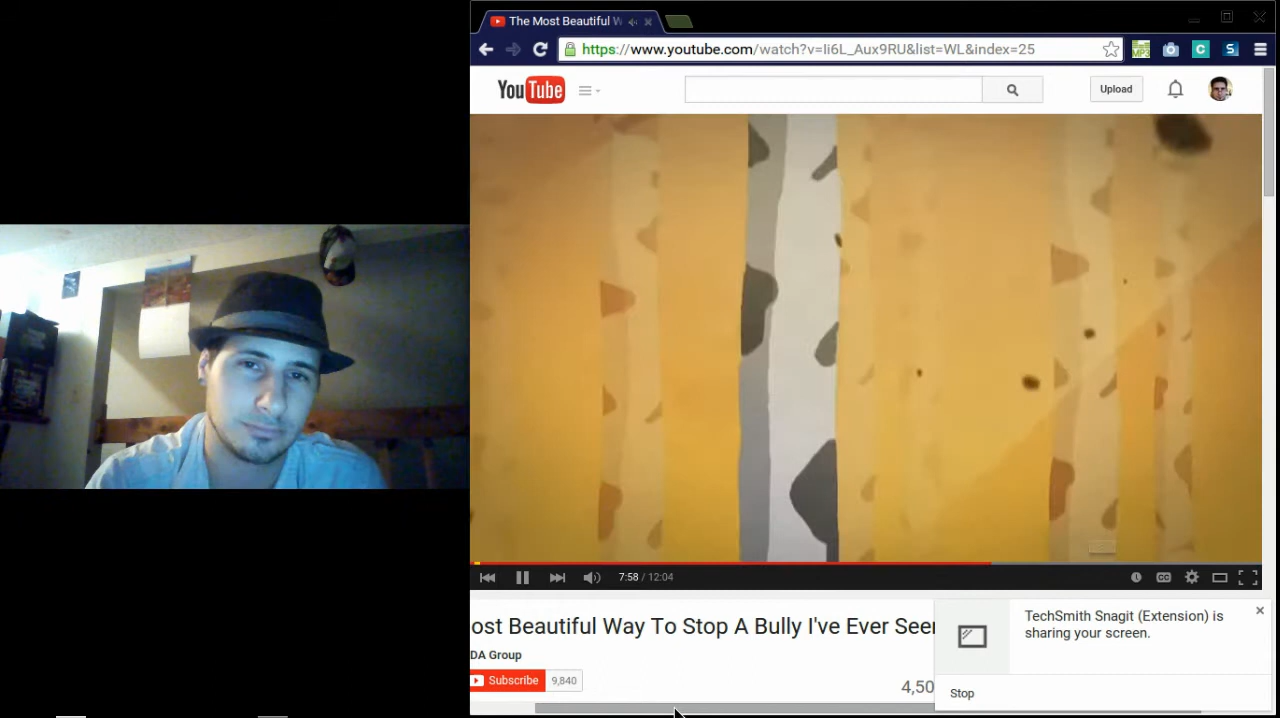 The Most Beautiful W
https://www.youtube.com/watch?v=Ii6L_Aux9RU&list=WL&index=25
YouTube
Upload
7:58 / 12:04
CC
ost Beautiful Way To Stop A Bully I've Ever Seen
DA Group
Subscribe 9,840
4,50
TechSmith Snagit (Extension) is
sharing your screen.
Stop